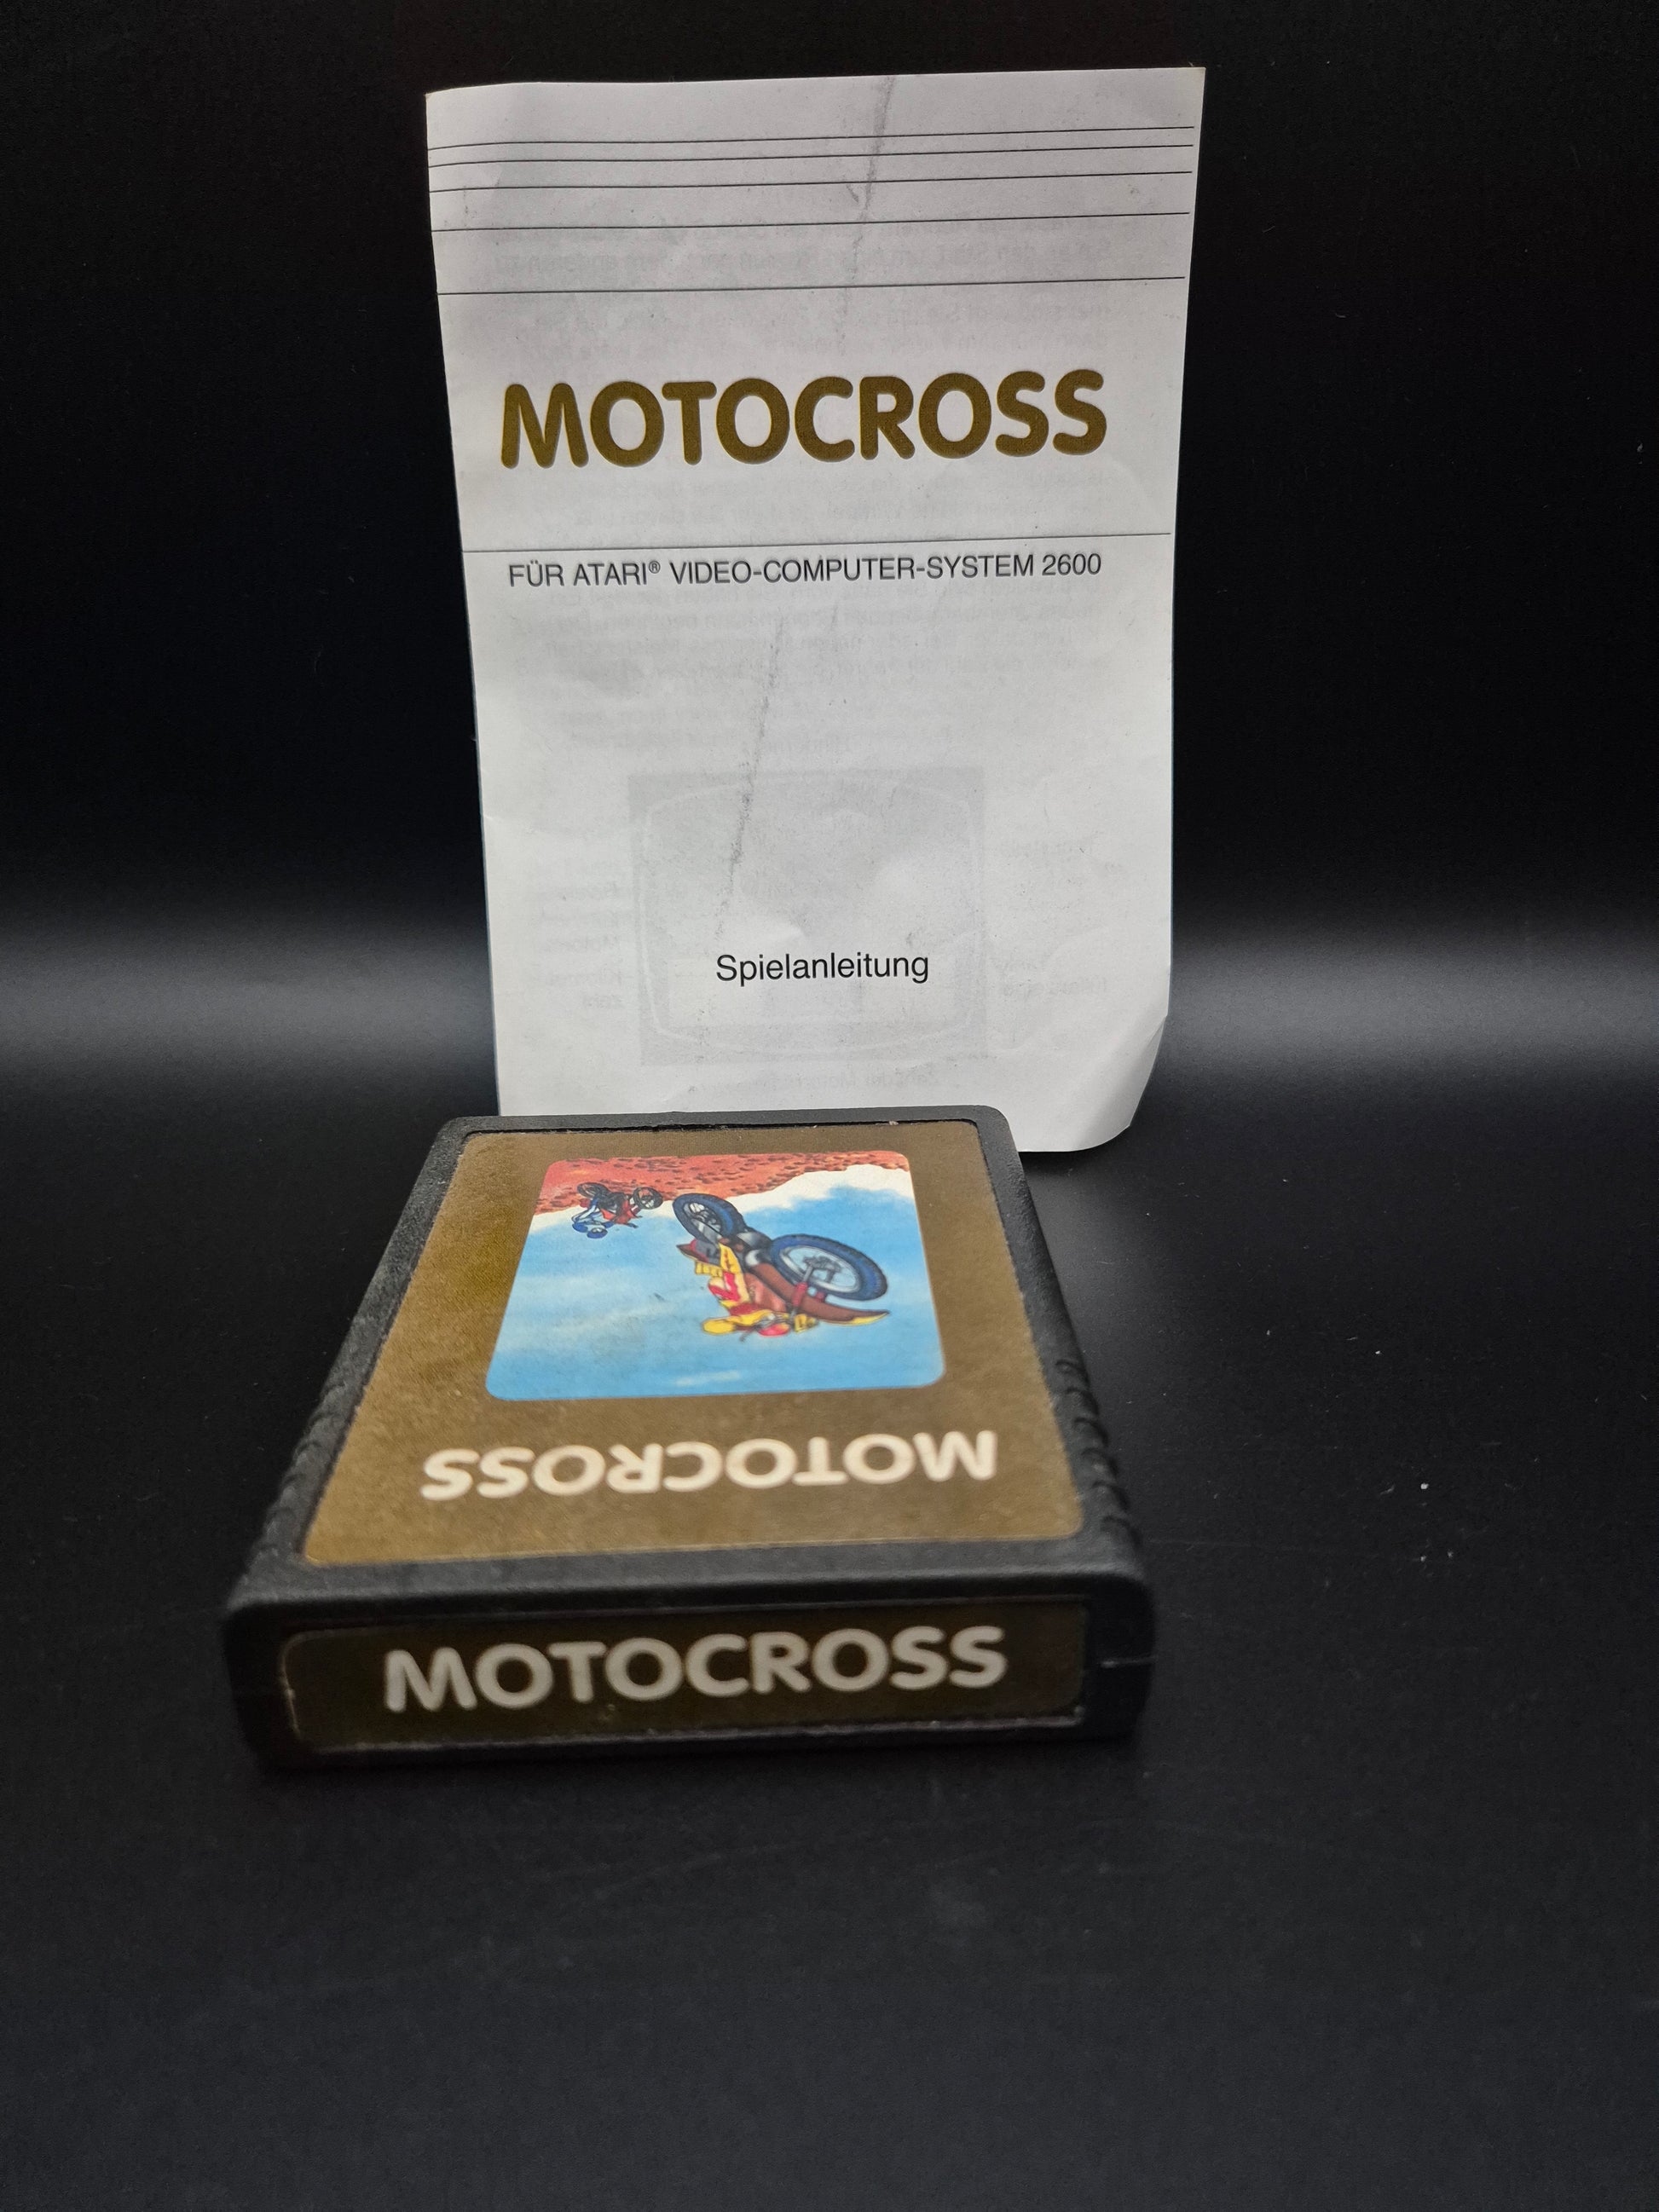 MOTOCROSS
FÜR ATARI® VIDEO-COMPUTER-SYSTEM 2600
Spielanleitung
MOTOCROSS
MOTOCROSS